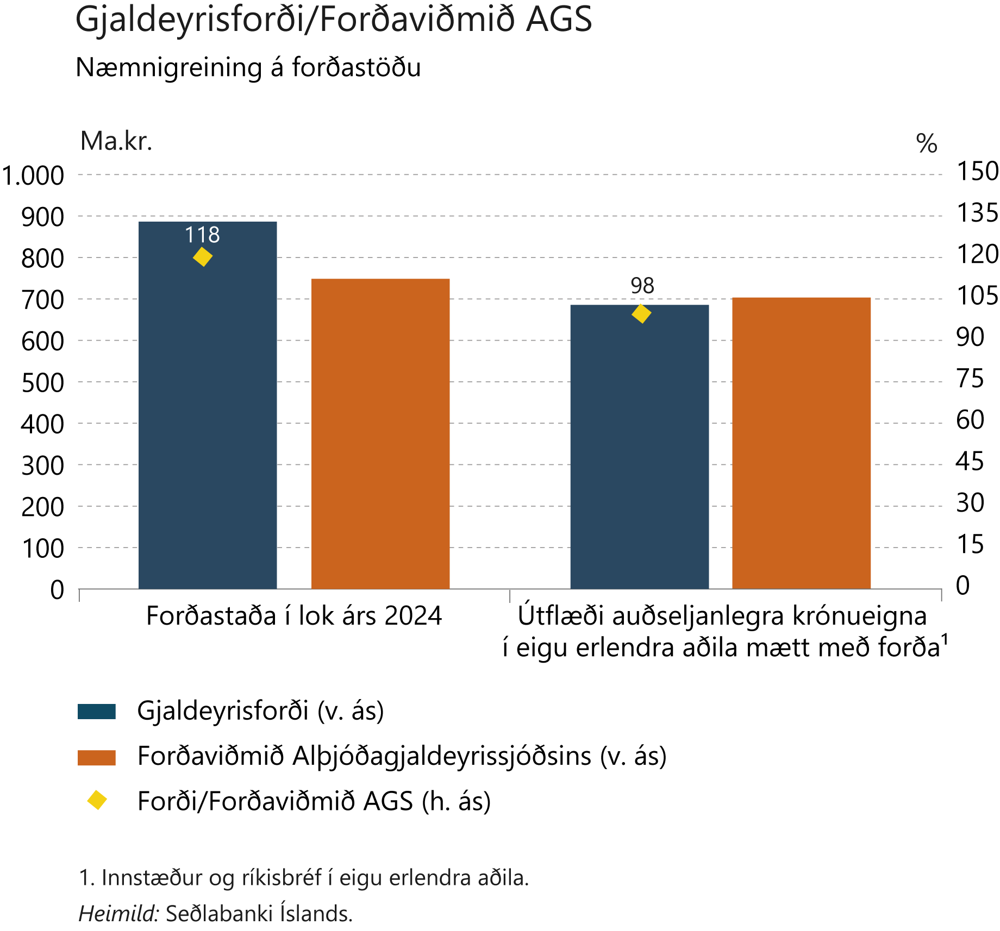 Gjaldeyrisforði/Forðaviðmið AGS
Næmnigreining á forðastöðu
Ma.kr.
%
1.000
900
800
700
600
500
400
300
200
100
0
150
135
120
105
90
75
60
45
30
15
0
118
98
Forðastaða í lok árs 2024
Útflæði auðseljanlegra krónueigna
í eigu erlendra aðila mætt með forða¹
Gjaldeyrisforði (v. ás)
Forðaviðmið Alþjóðagjaldeyrissjóðsins (v. ás)
Forði/Forðaviðmið AGS (h. ás)
1. Innstæður og ríkisbréf í eigu erlendra aðila.
Heimild: Seðlabanki Íslands.